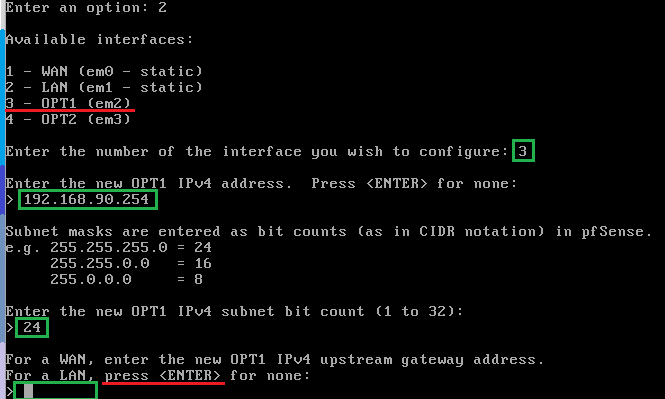 Enter an option: 2
Available interfaces:
1 - WAN (em0 - static)
2 - LAN (em1 - static)
3 - OPT1 (em2)
4 - OPT2 (em3)
Enter the number of the interface you wish to configure: 3
Enter the new OPT1 IPv4 address.  Press <ENTER> for none:
> 192.168.90.254
Subnet masks are entered as bit counts (as in CIDR notation) in pfSense.
e.g. 255.255.255.0 = 24
     255.255.0.0   = 16
     255.0.0.0     = 8
Enter the new OPT1 IPv4 subnet bit count (1 to 32):
> 24
For a WAN, enter the new OPT1 IPv4 upstream gateway address.
For a LAN, press <ENTER> for none:
>